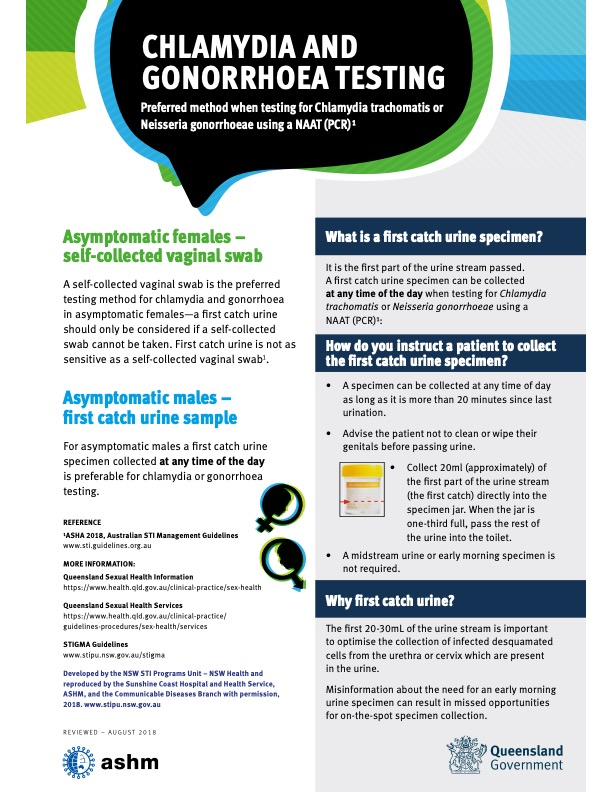 CHLAMYDIA AND
GONORRHOEA TESTING
Preferred method when testing for Chlamydia trachomatis or
Neisseria gonorrhoeae using a NAAT (PCR)¹
Asymptomatic females –
self-collected vaginal swab
A self-collected vaginal swab is the preferred
testing method for chlamydia and gonorrhoea
in asymptomatic females—a first catch urine
should only be considered if a self-collected
swab cannot be taken. First catch urine is not as
sensitive as a self-collected vaginal swab¹.
Asymptomatic males –
first catch urine sample
For asymptomatic males a first catch urine
specimen collected at any time of the day
is preferable for chlamydia or gonorrhoea
testing.
REFERENCE
¹ASHA 2018, Australian STI Management Guidelines
www.sti.guidelines.org.au
MORE INFORMATION:
Queensland Sexual Health Information
https://www.health.qld.gov.au/clinical-practice/sex-health
Queensland Sexual Health Services
https://www.health.qld.gov.au/clinical-practice/
guidelines-procedures/sex-health/services
STIGMA Guidelines
www.stipu.nsw.gov.au/stigma
Developed by the NSW STI Programs Unit – NSW Health and
reproduced by the Sunshine Coast Hospital and Health Service,
ASHM, and the Communicable Diseases Branch with permission,
2018. www.stipu.nsw.gov.au
REVIEWED – AUGUST 2018
ashm
What is a first catch urine specimen?
It is the first part of the urine stream passed.
A first catch urine specimen can be collected
at any time of the day when testing for Chlamydia
trachomatis or Neisseria gonorrhoeae using a
NAAT (PCR)¹:
How do you instruct a patient to collect
the first catch urine specimen?
• A specimen can be collected at any time of day
as long as it is more than 20 minutes since last
urination.
• Advise the patient not to clean or wipe their
genitals before passing urine.
• Collect 20ml (approximately) of
the first part of the urine stream
(the first catch) directly into the
specimen jar. When the jar is
one-third full, pass the rest of
the urine into the toilet.
• A midstream urine or early morning specimen is
not required.
Why first catch urine?
The first 20-30mL of the urine stream is important
to optimise the collection of infected desquamated
cells from the urethra or cervix which are present
in the urine.
Misinformation about the need for an early morning
urine specimen can result in missed opportunities
for on-the-spot specimen collection.
Queensland
Government